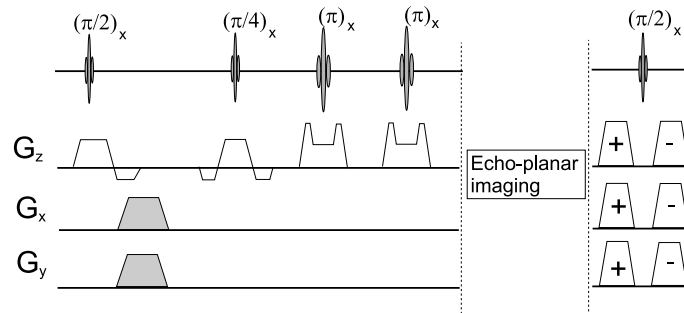 (π/2)x (π/4)x (π)x (π)x (π/2)x
Gz + -
Echo-planar
imaging
Gx + -
Gy + -